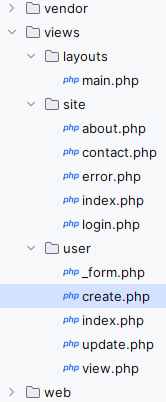 vendor
views
layouts
php main.php
site
php about.php
php contact.php
php error.php
php index.php
php login.php
user
php _form.php
php create.php
php index.php
php update.php
php view.php
web